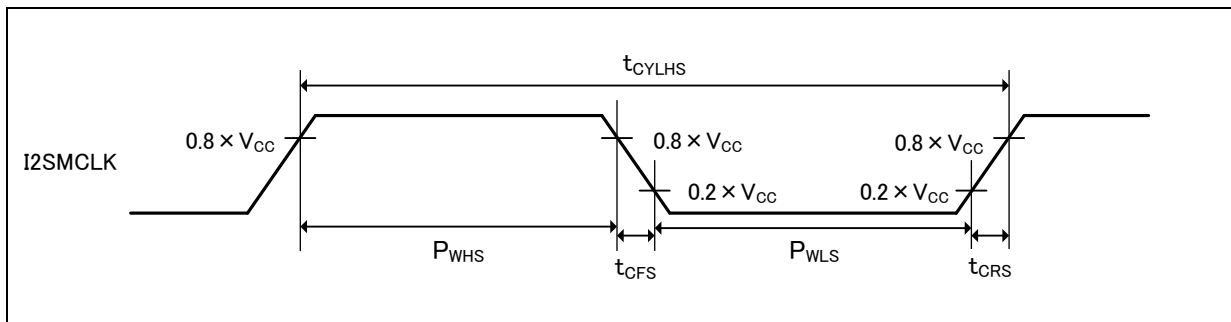 tCYLHS
0.8 × VCC
0.8 × VCC
0.8 × VCC
I2SMCLK
0.2 × VCC
0.2 × VCC
PWHS
tCFS
PWLS
tCRS